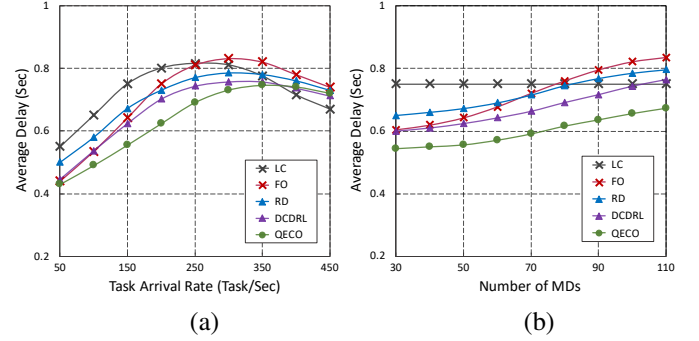 Average Delay (Sec)
1
0.8
0.6
0.4
0.2
LC
FO
RD
DCDRL
QECO
50 150 250 350 450
Task Arrival Rate (Task/Sec)
(a)
Average Delay (Sec)
1
0.8
0.6
0.4
0.2
LC
FO
RD
DCDRL
QECO
30 50 70 90 110
Number of MDs
(b)